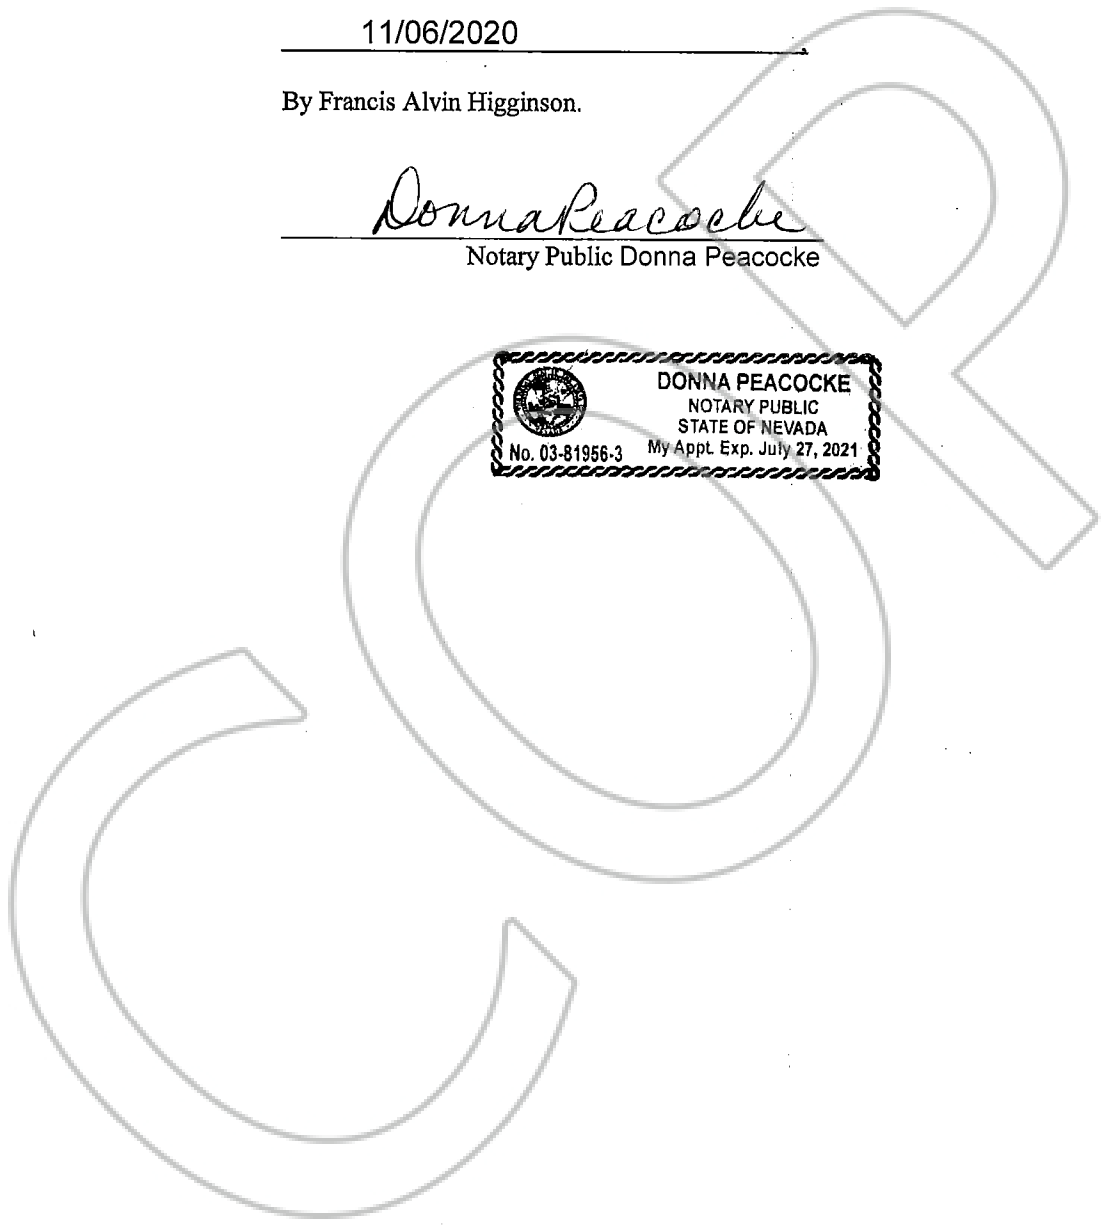 11/06/2020
By Francis Alvin Higginson.
Donna Peacocke
Notary Public Donna Peacocke
DONNA PEACOCKE
NOTARY PUBLIC
STATE OF NEVADA
No. 03-81956-3 My Appt. Exp. July 27, 2021
COP